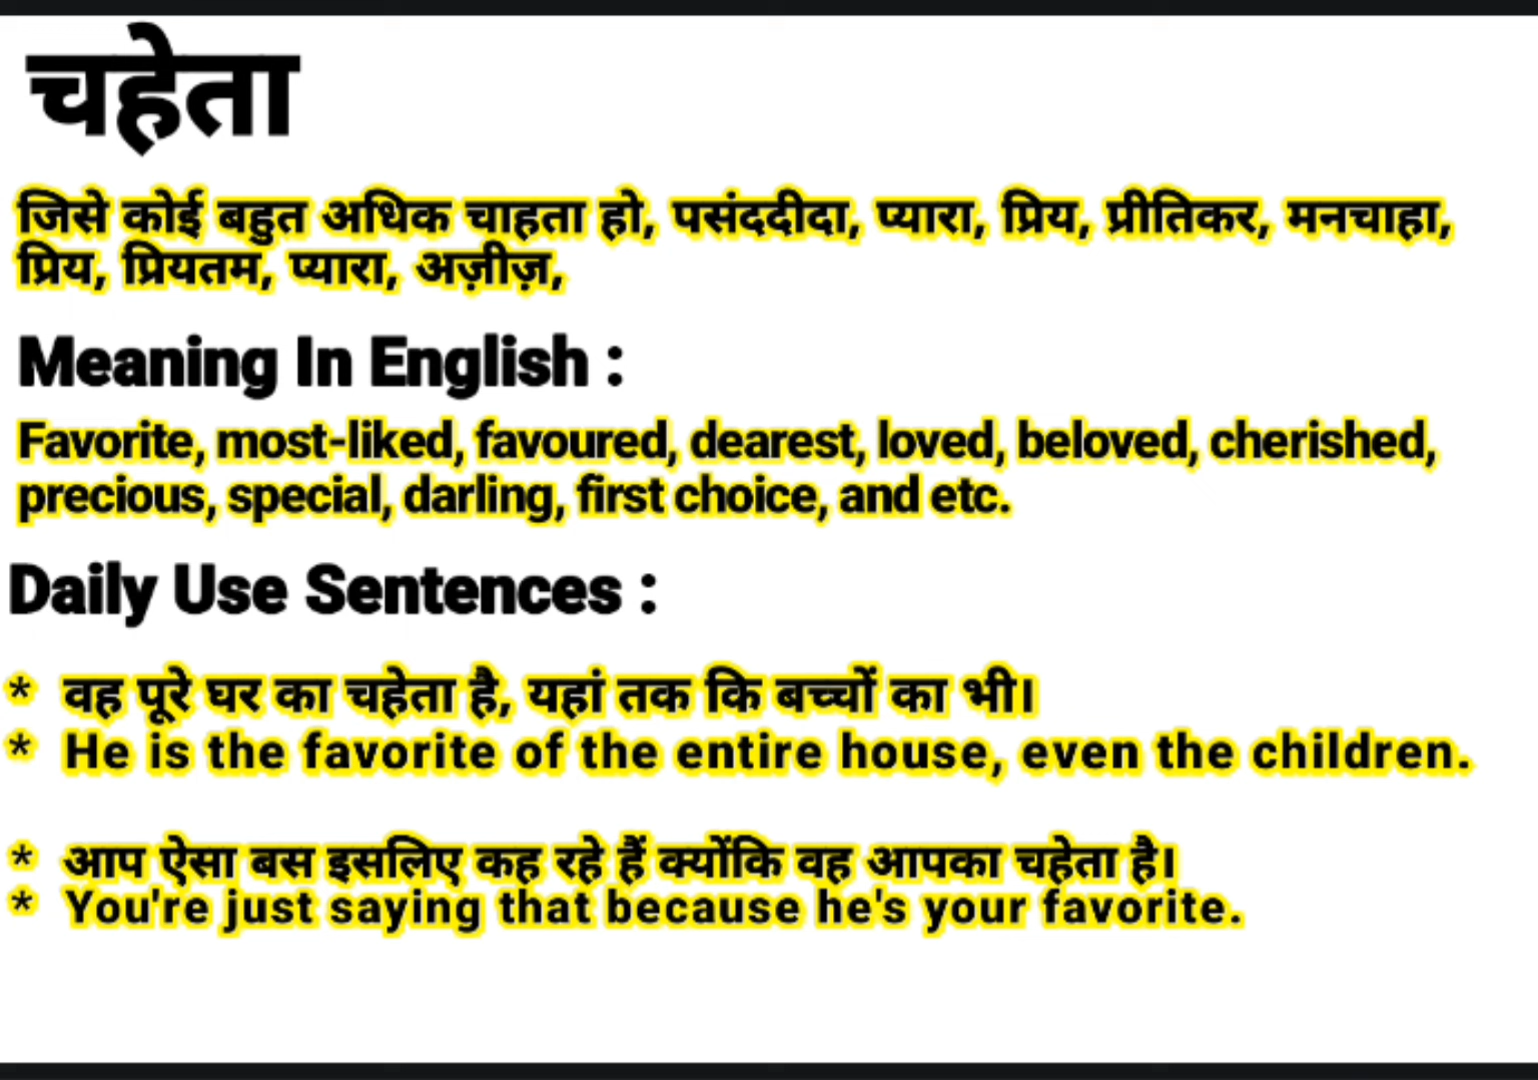 चहेता
जिसे कोई बहुत अधिक चाहता हो, पसंददीदा, प्यारा, प्रिय, प्रीतिकर, मनचाहा,
प्रिय, प्रियतम, प्यारा, अज़ीज़,
Meaning In English :
Favorite, most-liked, favoured, dearest, loved, beloved, cherished,
precious, special, darling, first choice, and etc.
Daily Use Sentences :
* वह पूरे घर का चहेता है, यहां तक कि बच्चों का भी।
* He is the favorite of the entire house, even the children.
* आप ऐसा बस इसलिए कह रहे हैं क्योंकि वह आपका चहेता है।
* You're just saying that because he's your favorite.